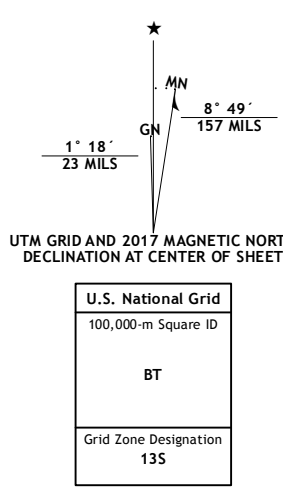 ★
MN
GN
8° 49´
157 MILS
1° 18´
23 MILS
UTM GRID AND 2017 MAGNETIC NORT
DECLINATION AT CENTER OF SHEET
U.S. National Grid
100,000-m Square ID
BT
Grid Zone Designation
13S